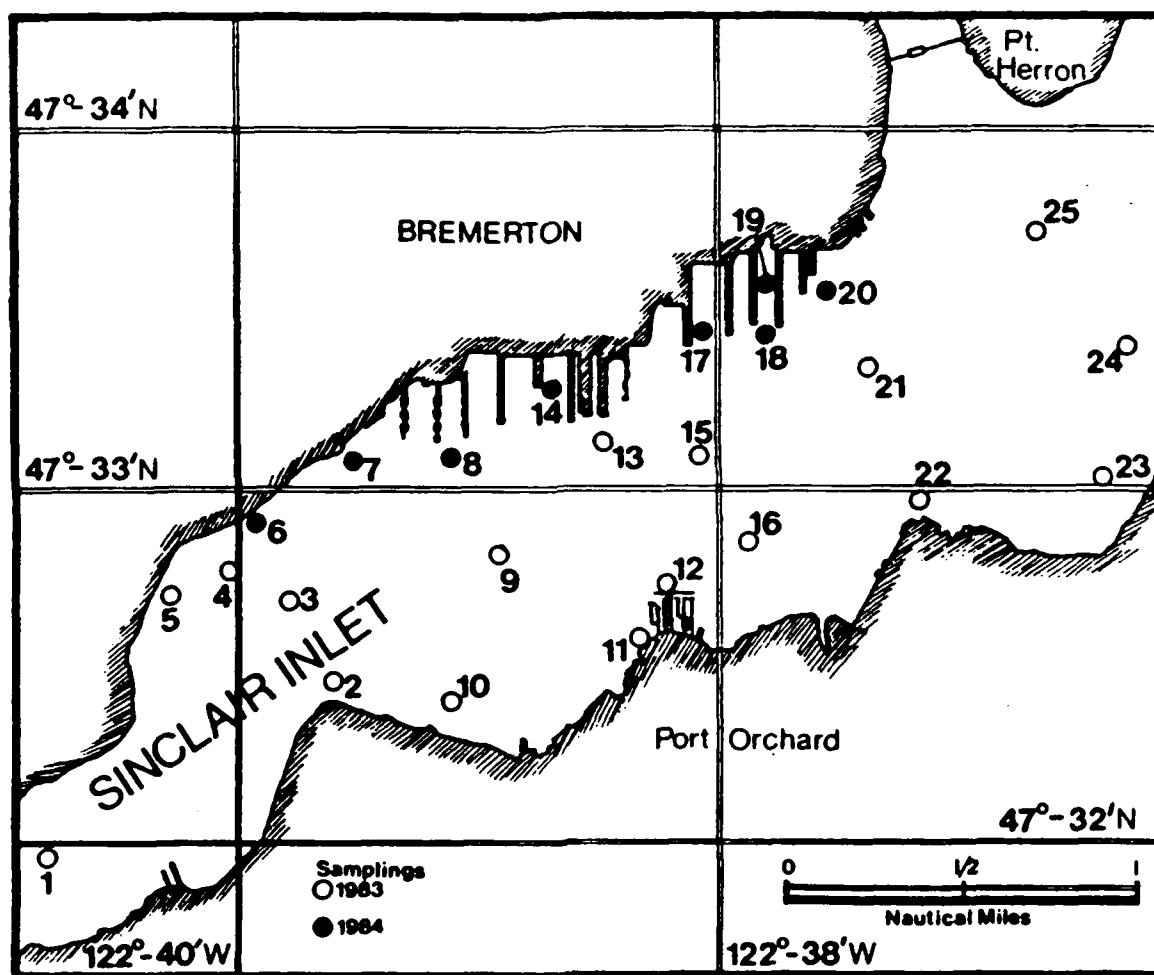 Pt.
Herron
47°-34'N
25
BREMERTON
19
20
17
18
24
21
14
13
15
47°-33'N
7
8
23
22
6
16
9
12
5
4
3
11
2
10
SINCLAIR INLET
Port Orchard
47°-32'N
1
Samplings
1983
1984
0 1/2 1
Nautical Miles
122°-40'W
122°-38'W